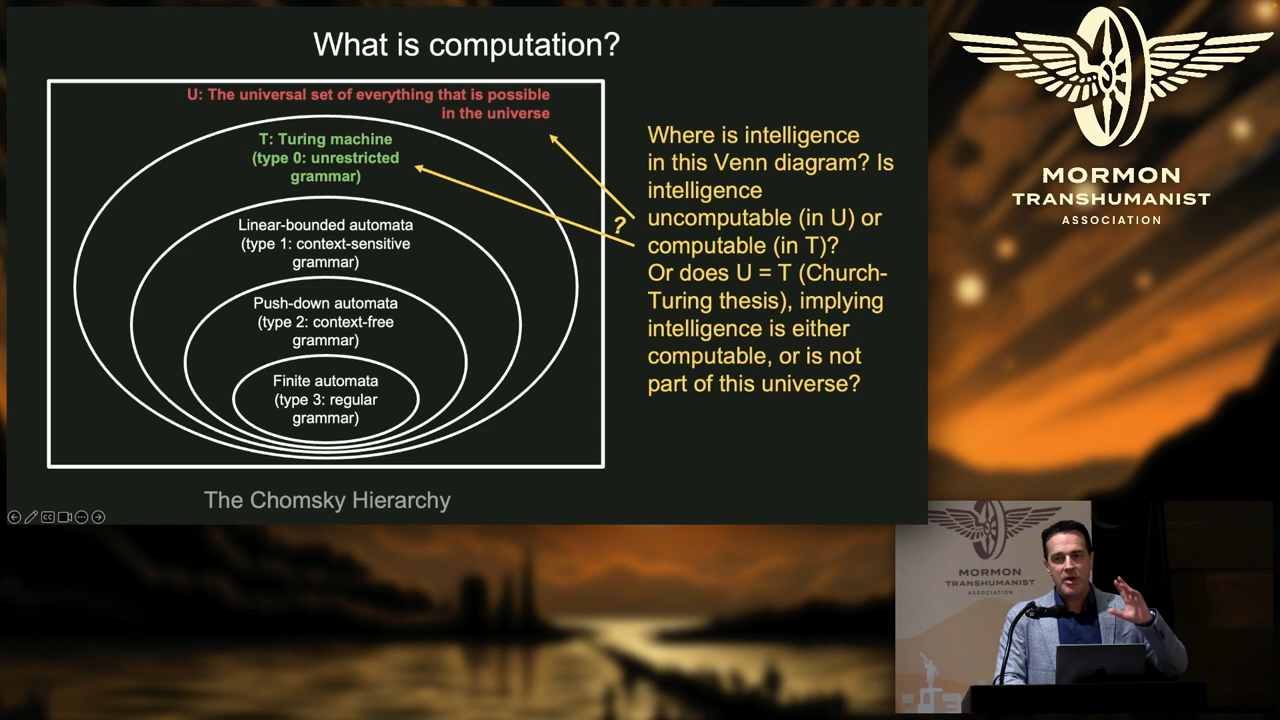 What is computation?
U: The universal set of everything that is possible
in the universe
T: Turing machine
(type 0: unrestricted
grammar)
Linear-bounded automata
(type 1: context-sensitive
grammar)
Push-down automata
(type 2: context-free
grammar)
Finite automata
(type 3: regular
grammar)
The Chomsky Hierarchy
?
Where is intelligence
in this Venn diagram? Is
intelligence
uncomputable (in U) or
computable (in T)?
Or does U = T (Church-
Turing thesis), implying
intelligence is either
computable, or is not
part of this universe?
MORMON
TRANSHUMANIST
ASSOCIATION
MORMON
TRANSHUMANIST
ASSOCIATION